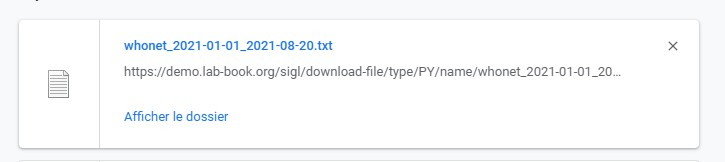 whonet_2021-01-01_2021-08-20.txt
https://demo.lab-book.org/sigl/download-file/type/PY/name/whonet_2021-01-01_20...
Afficher le dossier